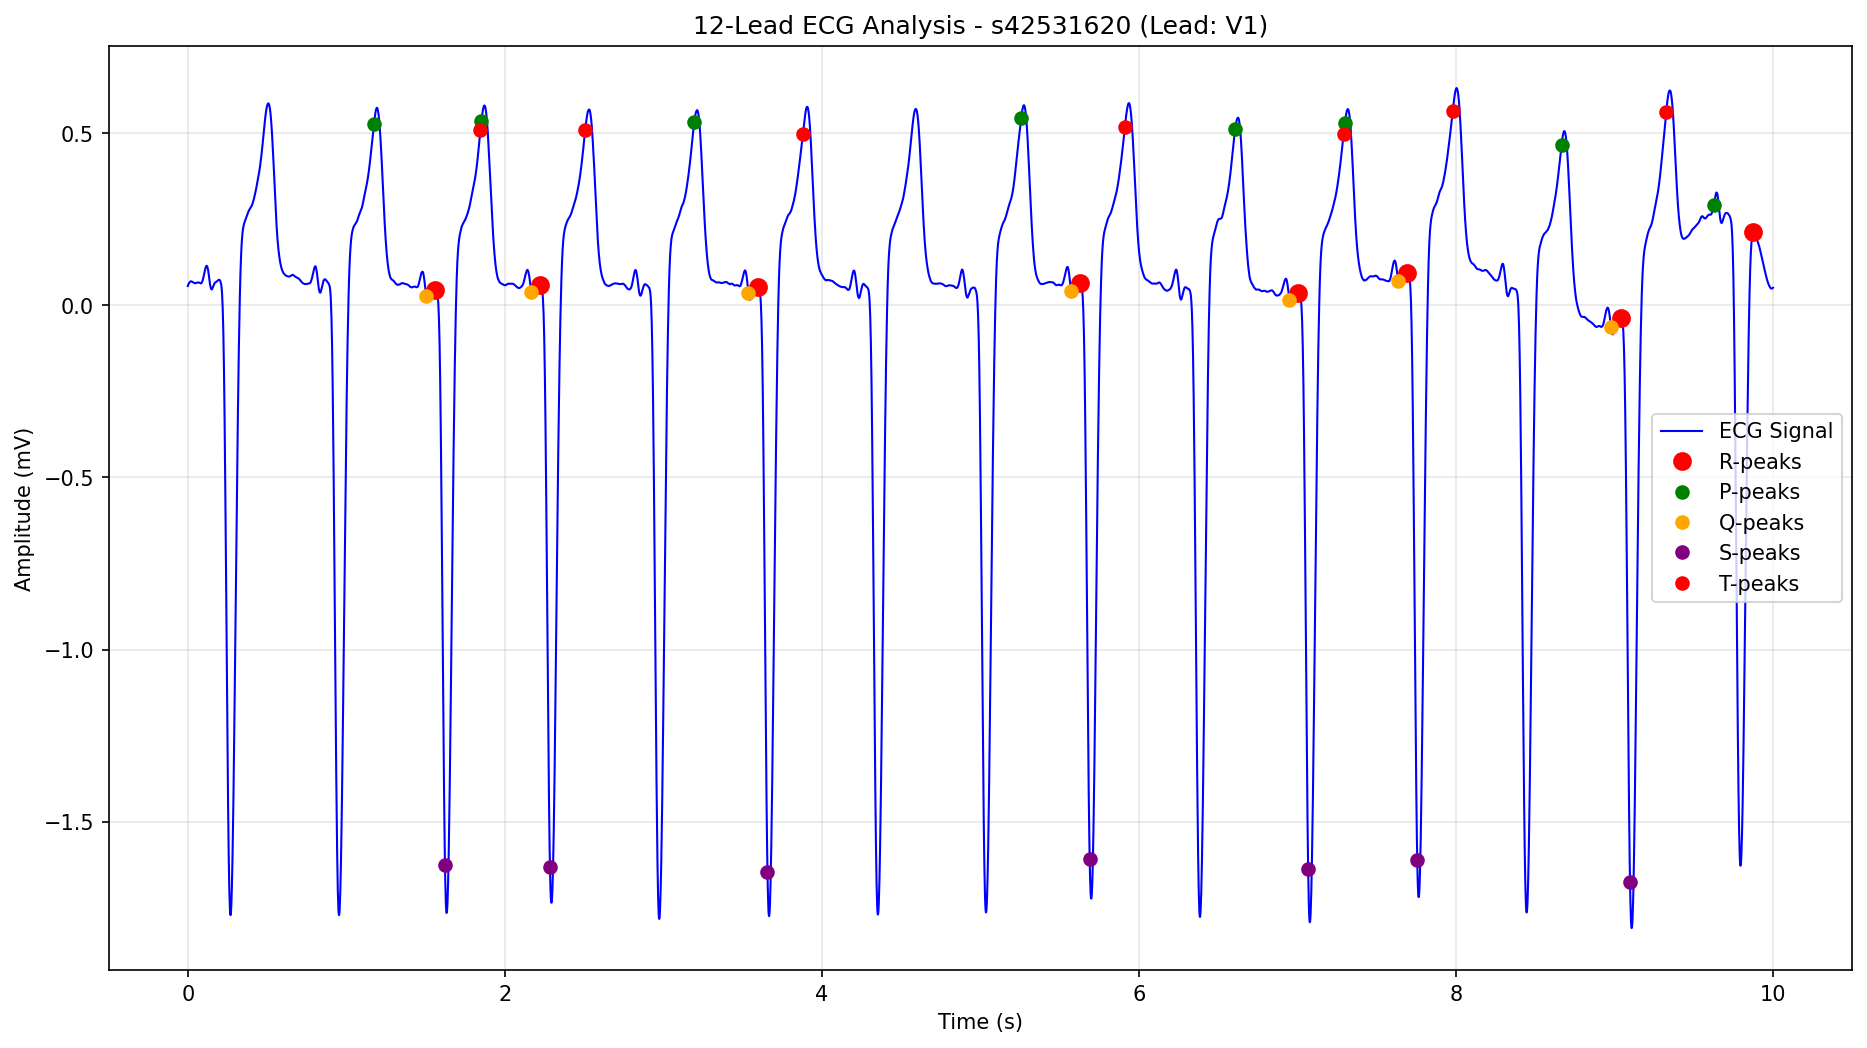 12-Lead ECG Analysis - s42531620 (Lead: V1)
Amplitude (mV)
0.5
0.0
−0.5
−1.0
−1.5
ECG Signal
R-peaks
P-peaks
Q-peaks
S-peaks
T-peaks
0 2 4 6 8 10
Time (s)